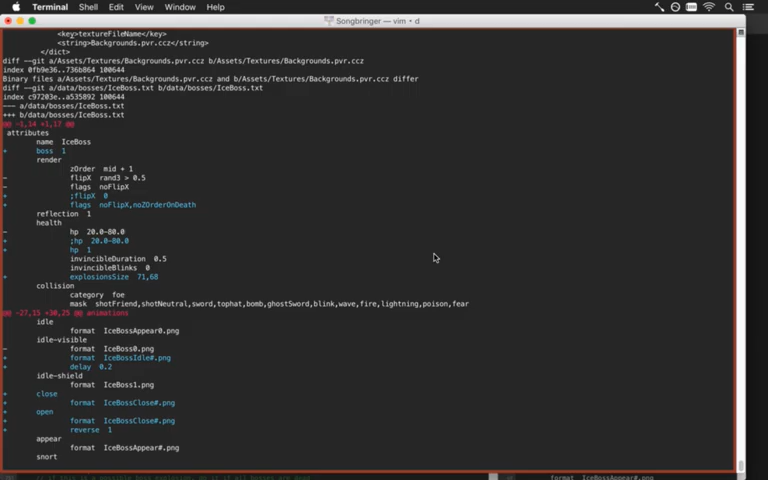 Terminal Shell Edit View Window Help
Songbringer — vim • d
<key>textureFileName</key>
<string>Backgrounds.pvr.ccz</string>
</dict>
diff --git a/Assets/Textures/Backgrounds.pvr.ccz b/Assets/Textures/Backgrounds.pvr.ccz
index 0fb9e36..736b864 100644
Binary files a/Assets/Textures/Backgrounds.pvr.ccz and b/Assets/Textures/Backgrounds.pvr.ccz differ
diff --git a/data/bosses/IceBoss.txt b/data/bosses/IceBoss.txt
index c97203e..a535892 100644
--- a/data/bosses/IceBoss.txt
+++ b/data/bosses/IceBoss.txt
@@ -1,14 +1,17 @@
attributes
name IceBoss
+ boss 1
render
zOrder mid + 1
- flipX rand3 > 0.5
- flags noFlipX
+ ;flipX 0
+ flags noFlipX,noZOrderOnDeath
reflection 1
health
- hp 20.0~80.0
+ ;hp 20.0~80.0
+ hp 1
invincibleDuration 0.5
invincibleBlinks 0
+ explosionsSize 71,68
collision
category foe
mask shotFriend,shotNeutral,sword,tophat,bomb,ghostSword,blink,wave,fire,lightning,poison,fear
@@ -27,15 +30,25 @@ animations
idle
format IceBossAppear0.png
idle-visible
- format IceBoss0.png
+ format IceBossIdle#.png
+ delay 0.2
idle-shield
format IceBoss1.png
+ close
+ format IceBossClose#.png
+ open
+ format IceBossClose#.png
+ reverse 1
appear
format IceBossAppear#.png
snort
format IceBossAppear#.png